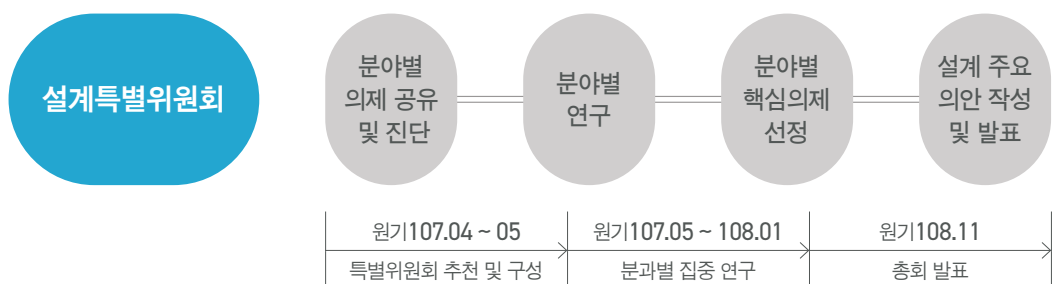 설계특별위원회
분야별
의제 공유
및 진단
분야별
연구
분야별
핵심의제
선정
설계 주요
의안 작성
및 발표
원기107.04 ~ 05
특별위원회 추천 및 구성
원기107.05 ~ 108.01
분과별 집중 연구
원기108.11
총회 발표